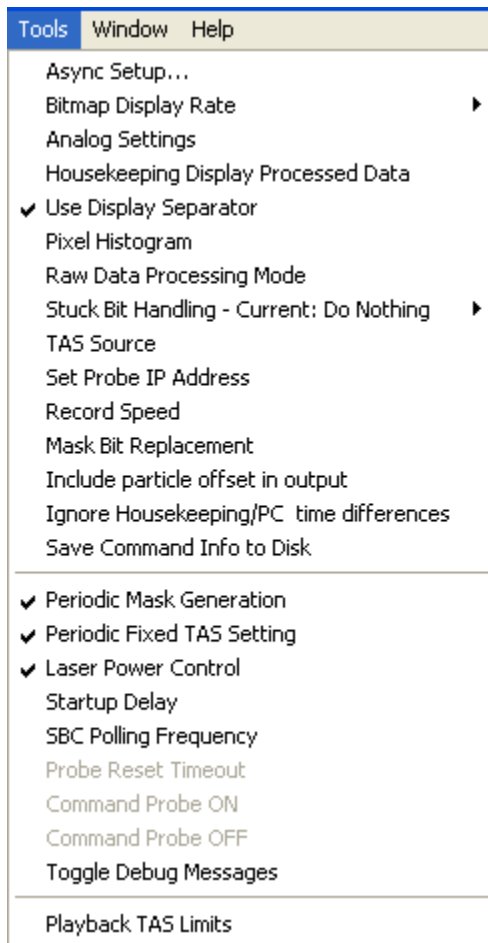 Tools Window Help
Async Setup...
Bitmap Display Rate
Analog Settings
Housekeeping Display Processed Data
Use Display Separator
Pixel Histogram
Raw Data Processing Mode
Stuck Bit Handling - Current: Do Nothing
TAS Source
Set Probe IP Address
Record Speed
Mask Bit Replacement
Include particle offset in output
Ignore Housekeeping/PC  time differences
Save Command Info to Disk
Periodic Mask Generation
Periodic Fixed TAS Setting
Laser Power Control
Startup Delay
SBC Polling Frequency
Probe Reset Timeout
Command Probe ON
Command Probe OFF
Toggle Debug Messages
Playback TAS Limits